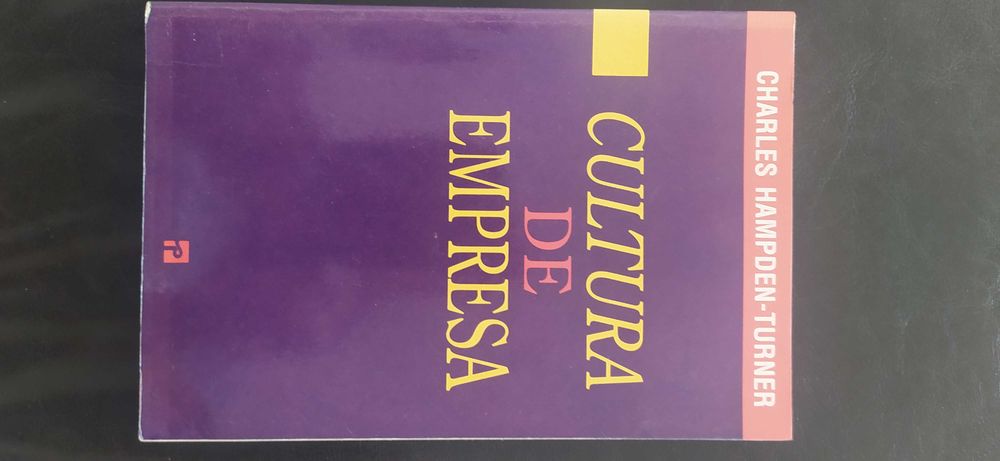 CHARLES HAMPDEN-TURNER
CULTURA
DE
EMPRESA
P